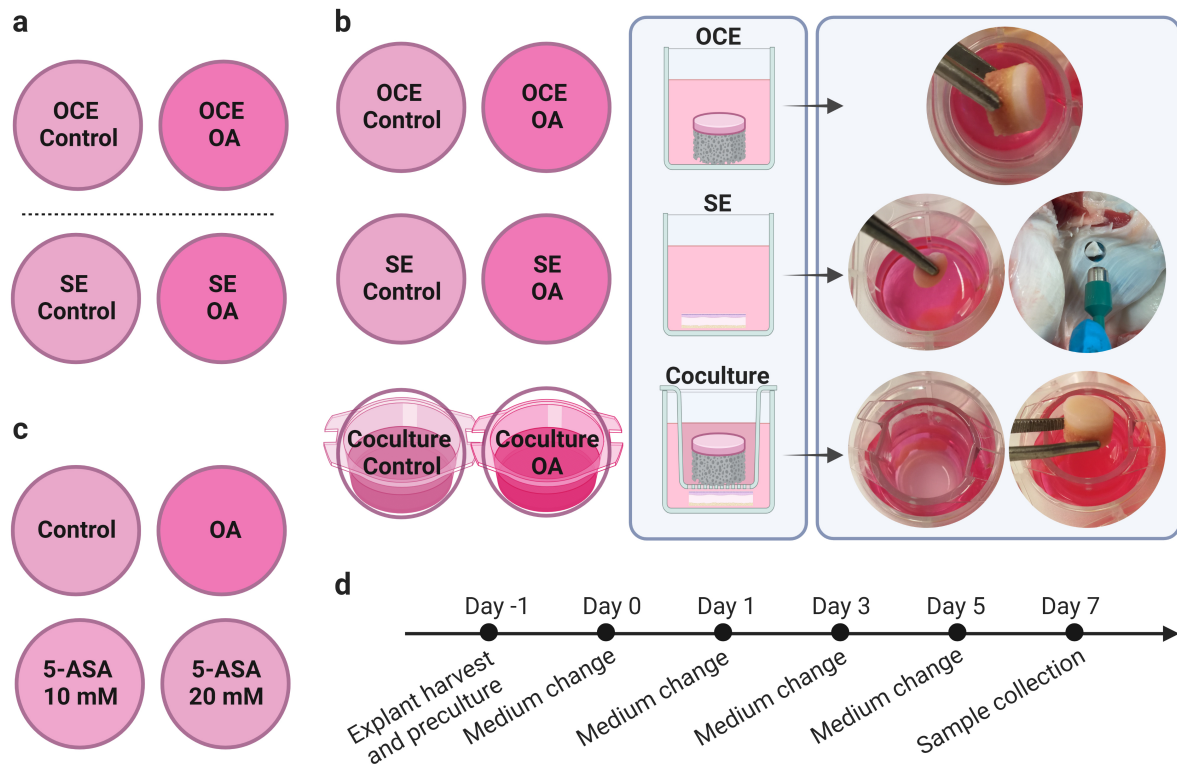 a
OCE
Control
OCE
OA
SE
Control
SE
OA
b
OCE
Control
OCE
OA
SE
Control
SE
OA
Coculture
Control
Coculture
OA
OCE
SE
Coculture
c
Control
OA
5-ASA
10 mM
5-ASA
20 mM
d
Day -1
Day 0
Day 1
Day 3
Day 5
Day 7
Explant harvest
and preculture
Medium change
Medium change
Medium change
Medium change
Sample collection